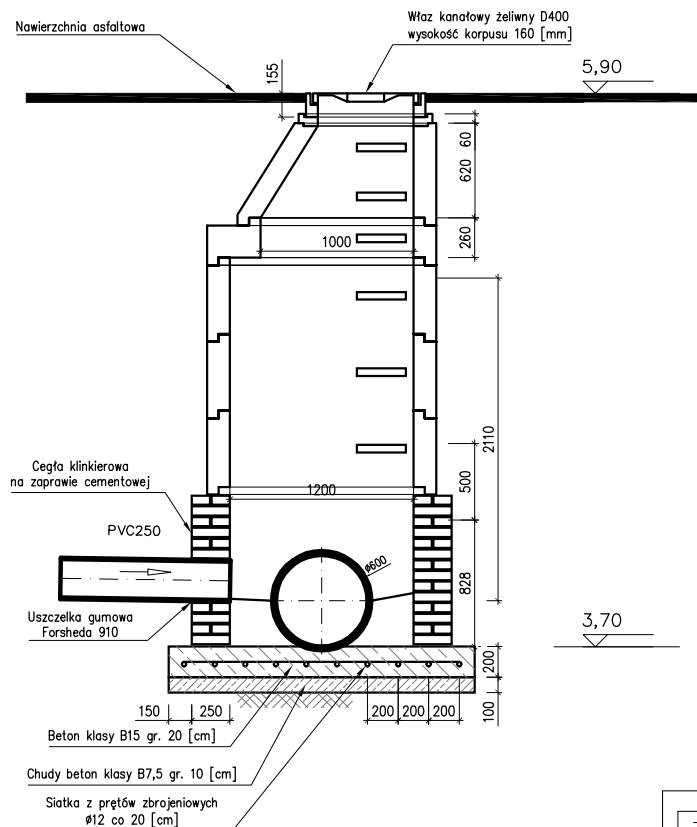 Właz kanałowy żeliwny D400
wysokość korpusu 160 [mm]
Nawierzchnia asfaltowa
155
5,90
60
620
260
1000
2110
Cegła klinkierowa
na zaprawie cementowej
500
1200
PVC250
ø600
828
Uszczelka gumowa
Forsheda 910
3,70
200
100
150
250
200
200
200
Beton klasy B15 gr. 20 [cm]
Chudy beton klasy B7,5 gr. 10 [cm]
Siatka z prętów zbrojeniowych
ø12 co 20 [cm]